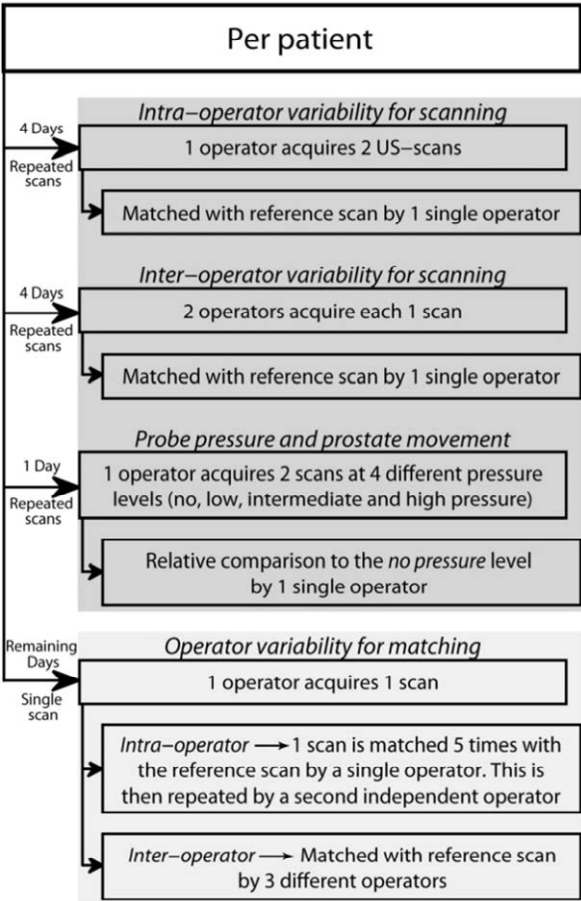 Per patient
Intra−operator variability for scanning
4 Days
Repeated
scans
1 operator acquires 2 US−scans
Matched with reference scan by 1 single operator
Inter−operator variability for scanning
4 Days
Repeated
scans
2 operators acquire each 1 scan
Matched with reference scan by 1 single operator
Probe pressure and prostate movement
1 Day
Repeated
scans
1 operator acquires 2 scans at 4 different pressure
levels (no, low, intermediate and high pressure)
Relative comparison to the no pressure level
by 1 single operator
Operator variability for matching
Remaining
Days
Single
scan
1 operator acquires 1 scan
Intra−operator → 1 scan is matched 5 times with
the reference scan by a single operator. This is
then repeated by a second independent operator
Inter−operator → Matched with reference scan
by 3 different operators